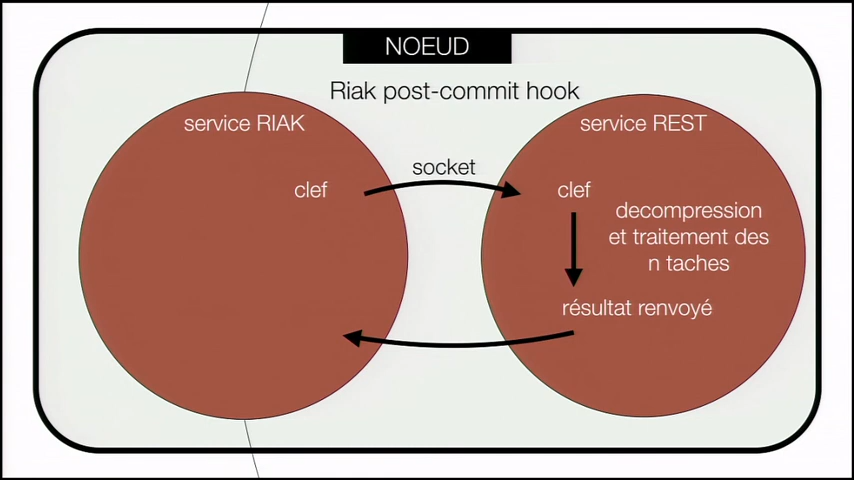 NOEUD
Riak post-commit hook
service RIAK
service REST
socket
clef
clef
decompression
et traitement des
n taches
résultat renvoyé